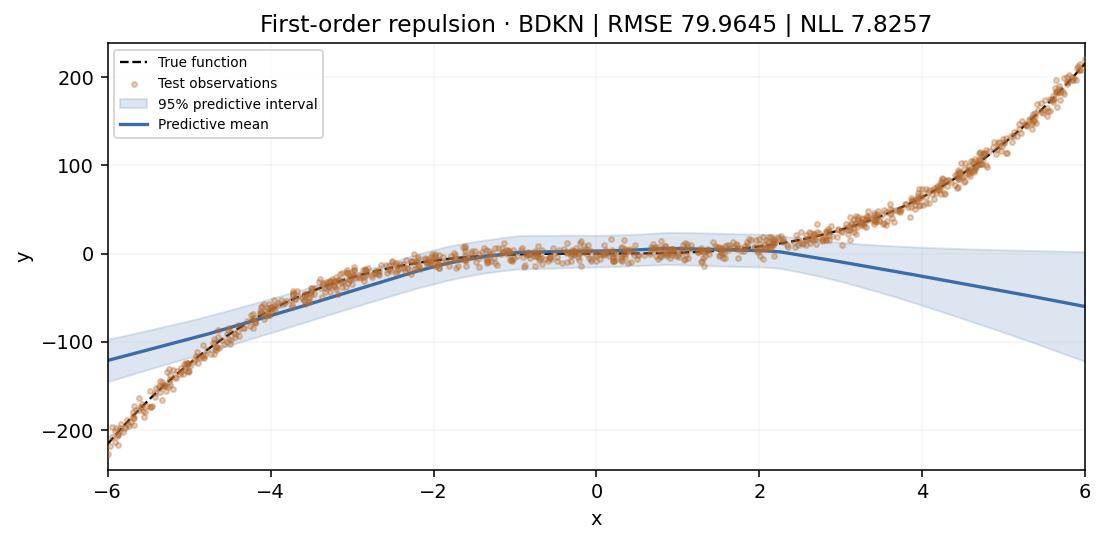 First-order repulsion · BDKN | RMSE 79.9645 | NLL 7.8257
True function
Test observations
95% predictive interval
Predictive mean
y
200
100
0
−100
−200
−6
−4
−2
0
2
4
6
x